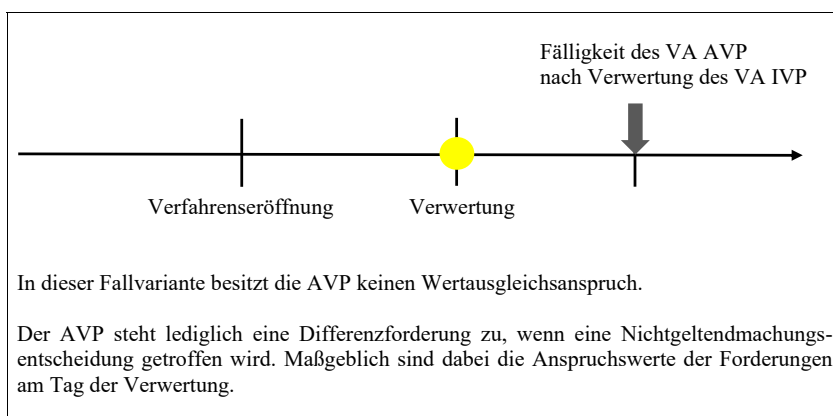 Fälligkeit des VA AVP
nach Verwertung des VA IVP
Verfahrenseröffnung
Verwertung
In dieser Fallvariante besitzt die AVP keinen Wertausgleichsanspruch.
Der AVP steht lediglich eine Differenzforderung zu, wenn eine Nichtgeltendmachungs-
entscheidung getroffen wird. Maßgeblich sind dabei die Anspruchswerte der Forderungen
am Tag der Verwertung.